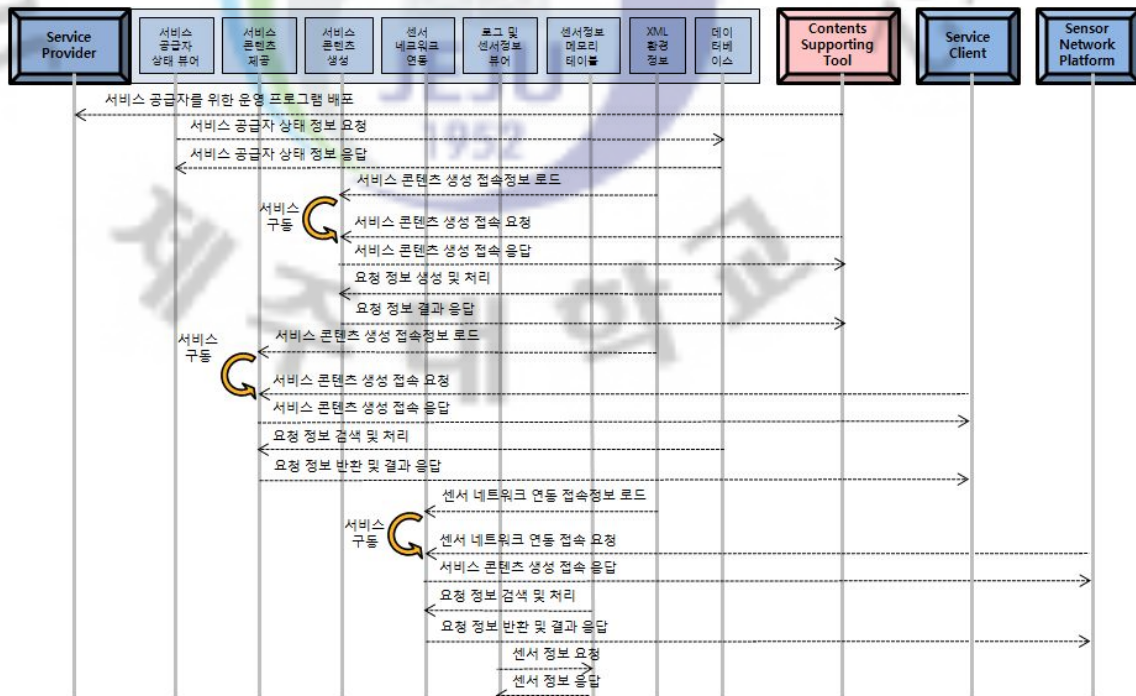 Service
Provider
서비스
공급자
상태 뷰어
서비스
콘텐츠
제공
서비스
콘텐츠
생성
센서
네트워크
연동
로그 및
센서정보
뷰어
센서정보
메모리
테이블
XML
환경
정보
데이
터베
이스
Contents
Supporting
Tool
Service
Client
Sensor
Network
Platform
JEJU
1952
제주대학교
서비스 공급자를 위한 운영 프로그램 배포
서비스 공급자 상태 정보 요청
서비스 공급자 상태 정보 응답
서비스 콘텐츠 생성 접속정보 로드
서비스
구동
서비스 콘텐츠 생성 접속 요청
서비스 콘텐츠 생성 접속 응답
요청 정보 생성 및 처리
요청 정보 결과 응답
서비스 콘텐츠 생성 접속정보 로드
서비스
구동
서비스 콘텐츠 생성 접속 요청
서비스 콘텐츠 생성 접속 응답
요청 정보 검색 및 처리
요청 정보 반환 및 결과 응답
센서 네트워크 연동 접속정보 로드
서비스
구동
센서 네트워크 연동 접속 요청
서비스 콘텐츠 생성 접속 응답
요청 정보 검색 및 처리
요청 정보 반환 및 결과 응답
센서 정보 요청
센서 정보 응답